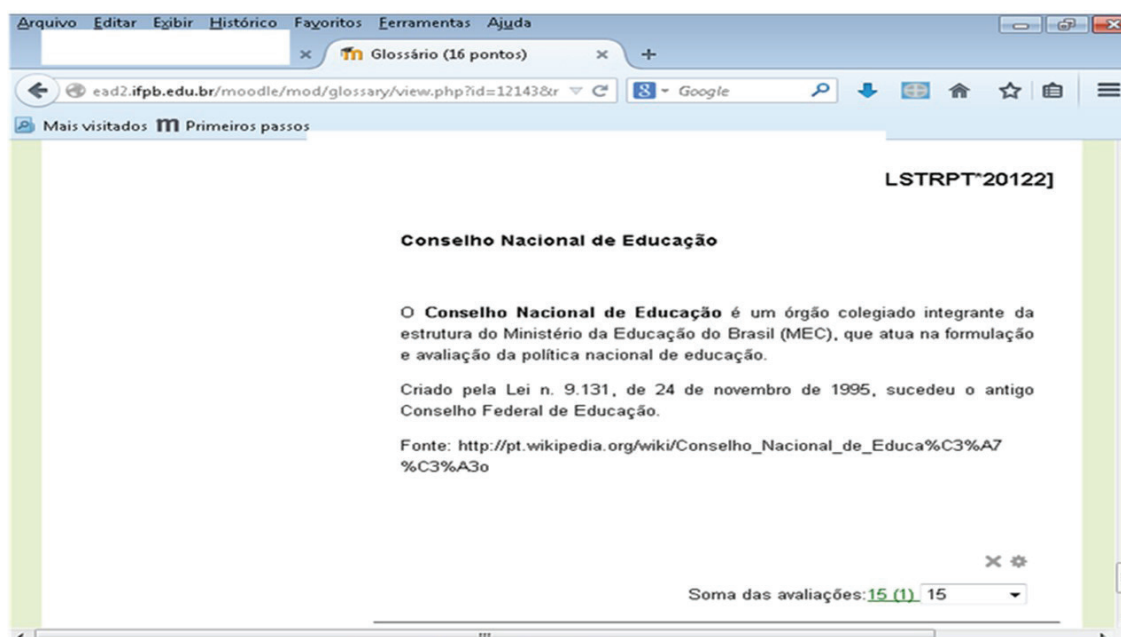 Arquivo Editar Exibir Histórico Favoritos Ferramentas Ajuda
Glossário (16 pontos)
ead2.ifpb.edu.br/moodle/mod/glossary/view.php?id=12143&r
Google
Mais visitados Primeiros passos
LSTRPT*20122]
Conselho Nacional de Educação
O Conselho Nacional de Educação é um órgão colegiado integrante da
estrutura do Ministério da Educação do Brasil (MEC), que atua na formulação
e avaliação da política nacional de educação.
Criado pela Lei n. 9.131, de 24 de novembro de 1995, sucedeu o antigo
Conselho Federal de Educação.
Fonte: http://pt.wikipedia.org/wiki/Conselho_Nacional_de_Educa%C3%A7
%C3%A3o
Soma das avaliações:15 (1) 15